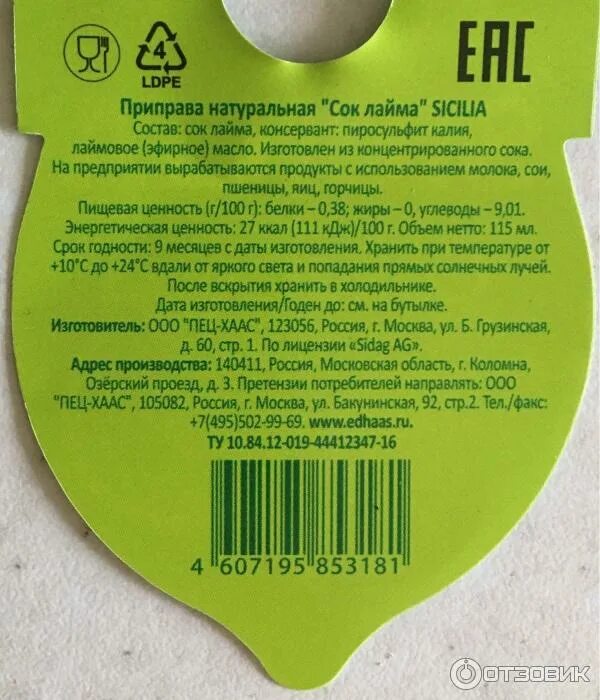 4
LDPE
EAC
Приправа натуральная "Сок лайма" SICILIA
Состав: сок лайма, консервант: пиросульфит калия,
лаймовое (эфирное) масло. Изготовлен из концентрированного сока.
На предприятии вырабатываются продукты с использованием молока, сои,
пшеницы, яиц, горчицы.
Пищевая ценность (г/100 г): белки – 0,38; жиры – 0, углеводы – 9,01.
Энергетическая ценность: 27 ккал (111 кДж)/100 г. Объем нетто: 115 мл.
Срок годности: 9 месяцев с даты изготовления. Хранить при температуре от
+10°С до +24°С вдали от яркого света и попадания прямых солнечных лучей.
После вскрытия хранить в холодильнике.
Дата изготовления/Годен до: см. на бутылке.
Изготовитель: ООО "ПЕЦ-ХААС", 123056, Россия, г. Москва, ул. Б. Грузинская,
д. 60, стр. 1. По лицензии «Sidag AG».
Адрес производства: 140411, Россия, Московская область, г. Коломна,
Озёрский проезд, д. 3. Претензии потребителей направлять: ООО
"ПЕЦ-ХААС", 105082, Россия, г. Москва, ул. Бакунинская, 92, стр.2. Тел./факс:
+7(495)502-99-69. www.edhaas.ru.
ТУ 10.84.12-019-44412347-16
4 607195 853181
ОТЗОВИК